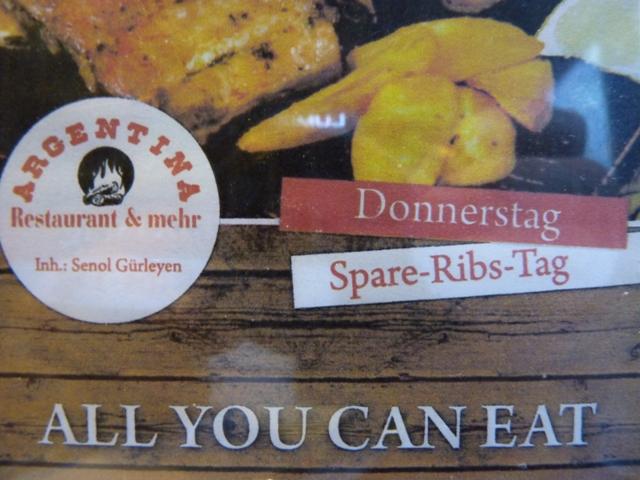 ARGENTINA
Restaurant & mehr
Inh.: Senol Gürleyen
Donnerstag
Spare-Ribs-Tag
ALL YOU CAN EAT